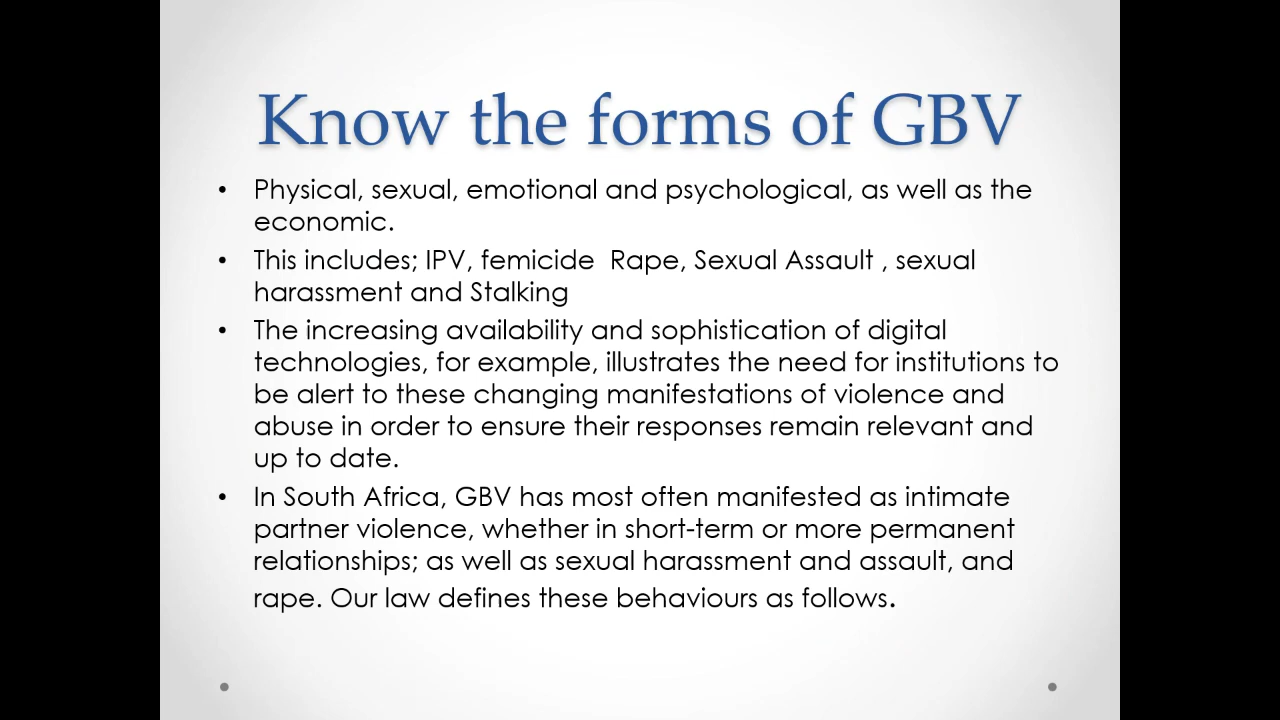 Know the forms of GBV
• Physical, sexual, emotional and psychological, as well as the
economic.
• This includes; IPV, femicide  Rape, Sexual Assault , sexual
harassment and Stalking
• The increasing availability and sophistication of digital
technologies, for example, illustrates the need for institutions to
be alert to these changing manifestations of violence and
abuse in order to ensure their responses remain relevant and
up to date.
• In South Africa, GBV has most often manifested as intimate
partner violence, whether in short-term or more permanent
relationships; as well as sexual harassment and assault, and
rape. Our law defines these behaviours as follows.